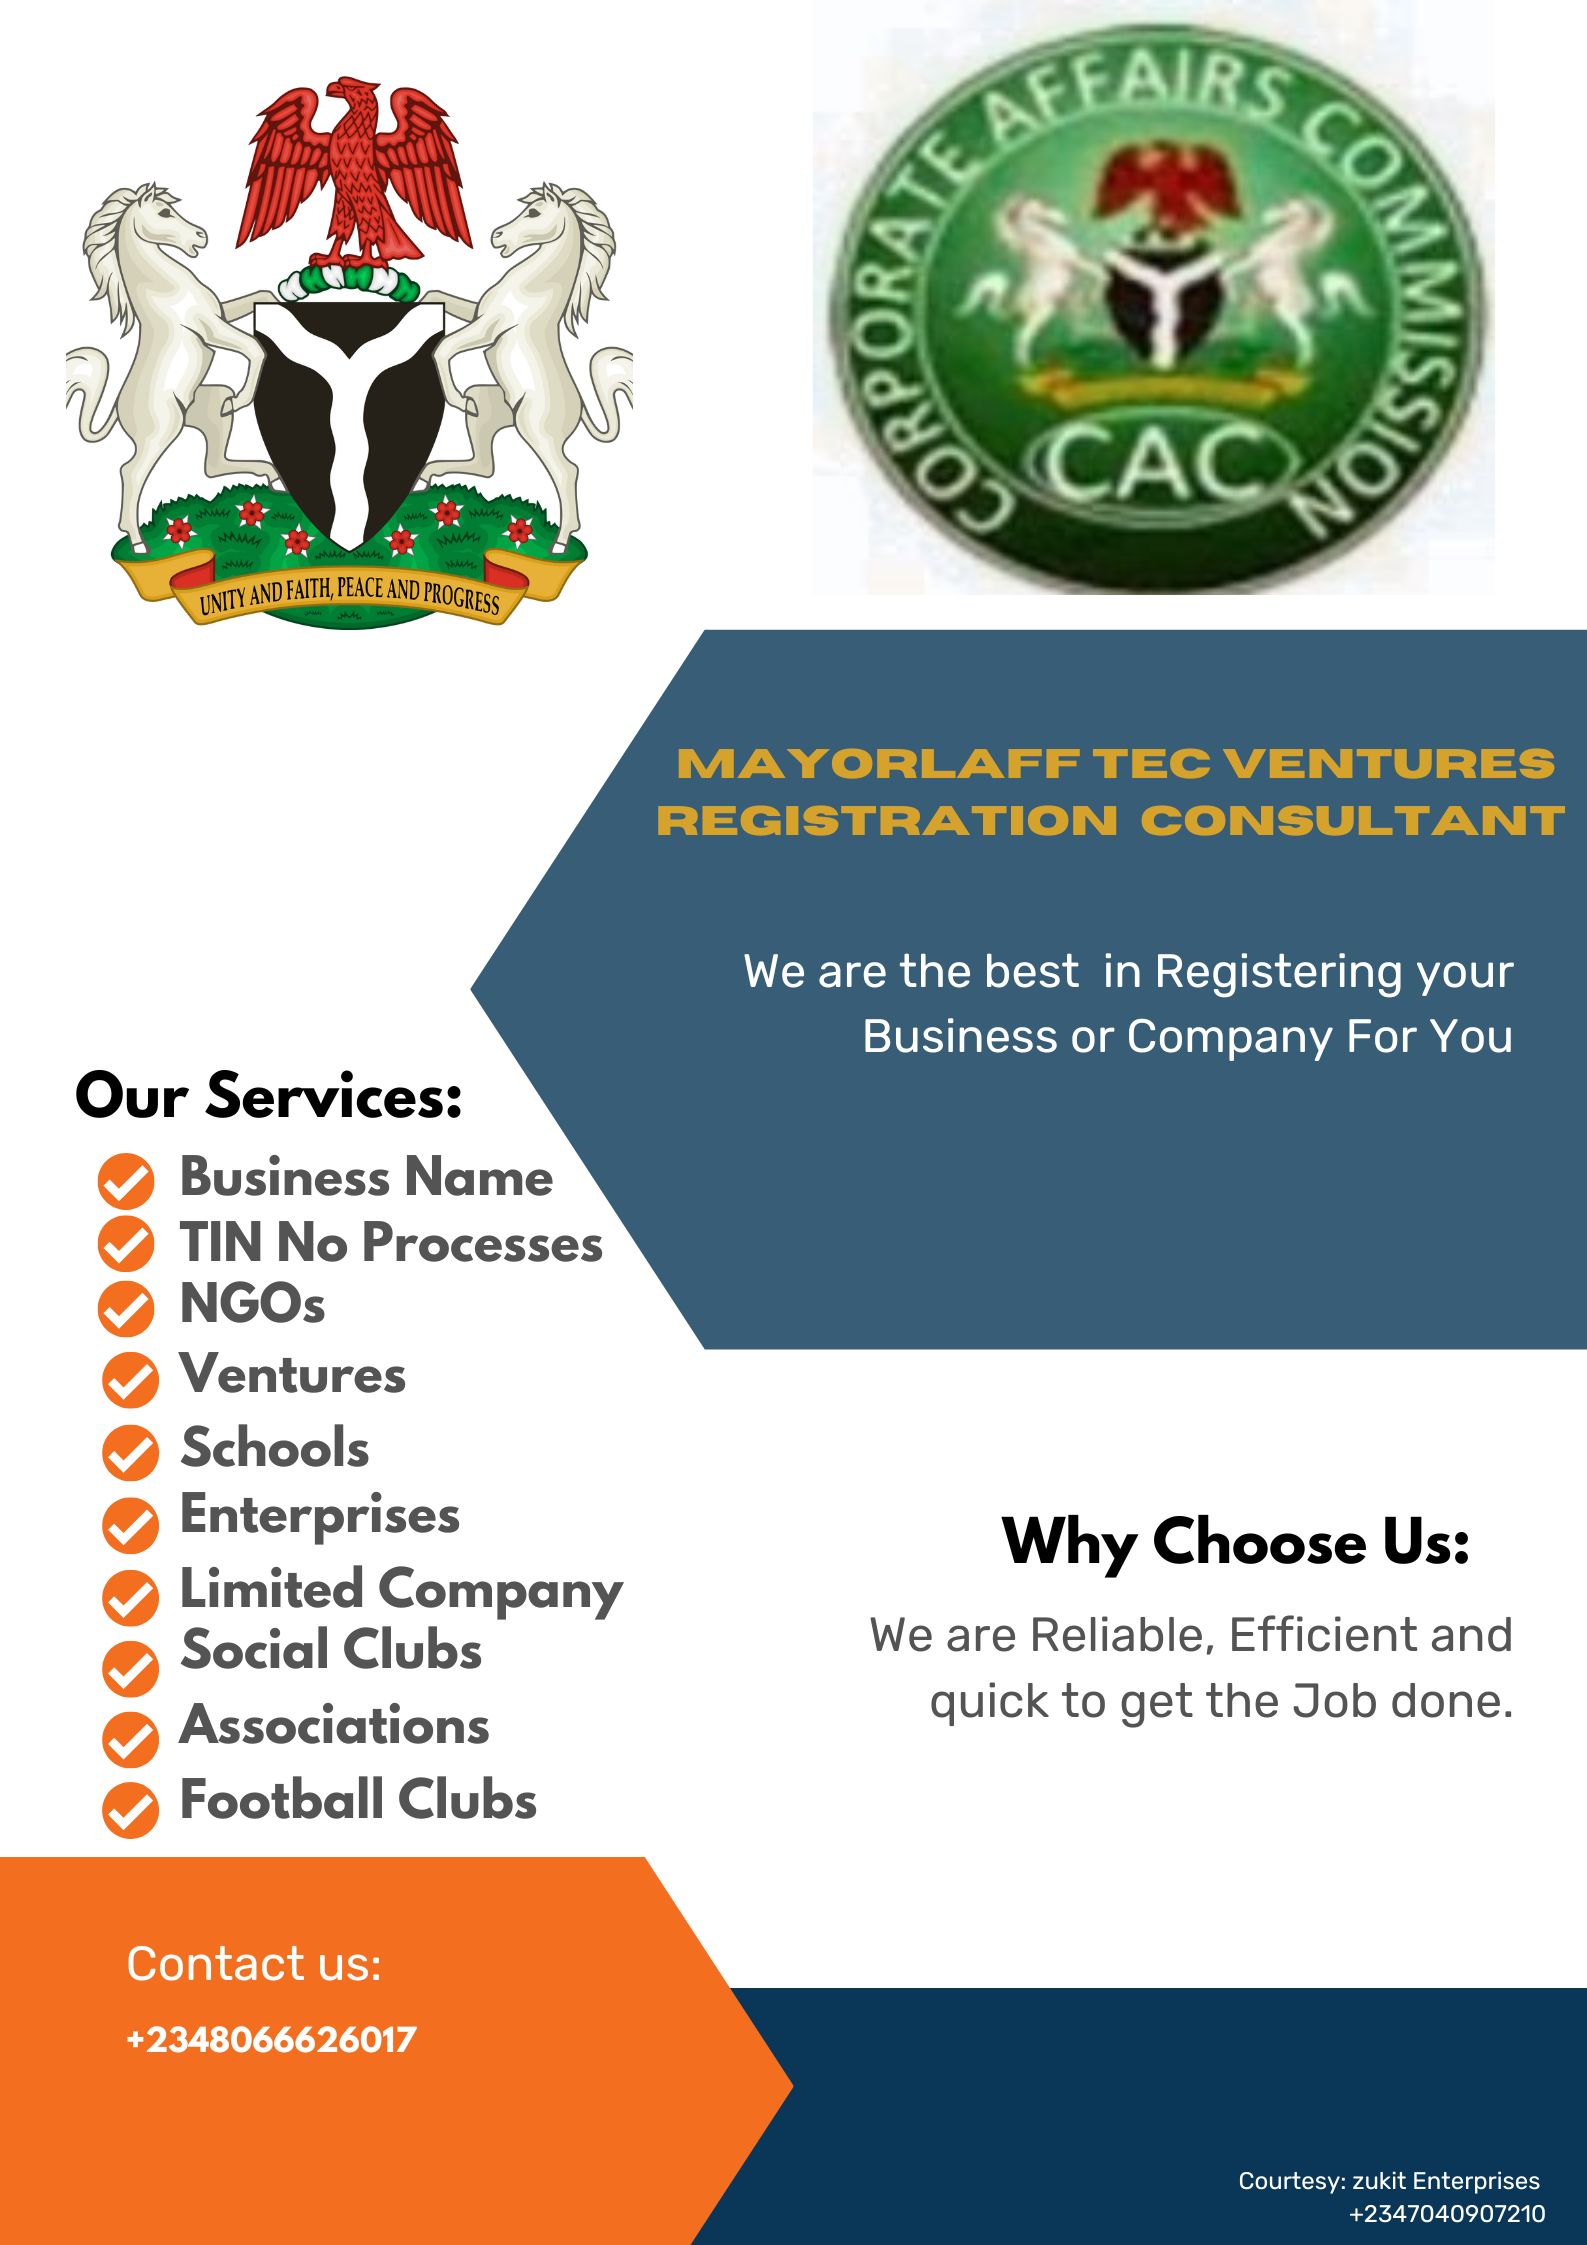 UNITY AND FAITH, PEACE AND PROGRESS
CORPORATE AFFAIRS COMMISSION
CAC
MAYORLAFF TEC VENTURES
REGISTRATION CONSULTANT
We are the best in Registering your
Business or Company For You
Our Services:
Business Name
TIN No Processes
NGOs
Ventures
Schools
Enterprises
Limited Company
Social Clubs
Associations
Football Clubs
Why Choose Us:
We are Reliable, Efficient and
quick to get the Job done.
Contact us:
+2348066626017
Courtesy: zukit Enterprises
+2347040907210